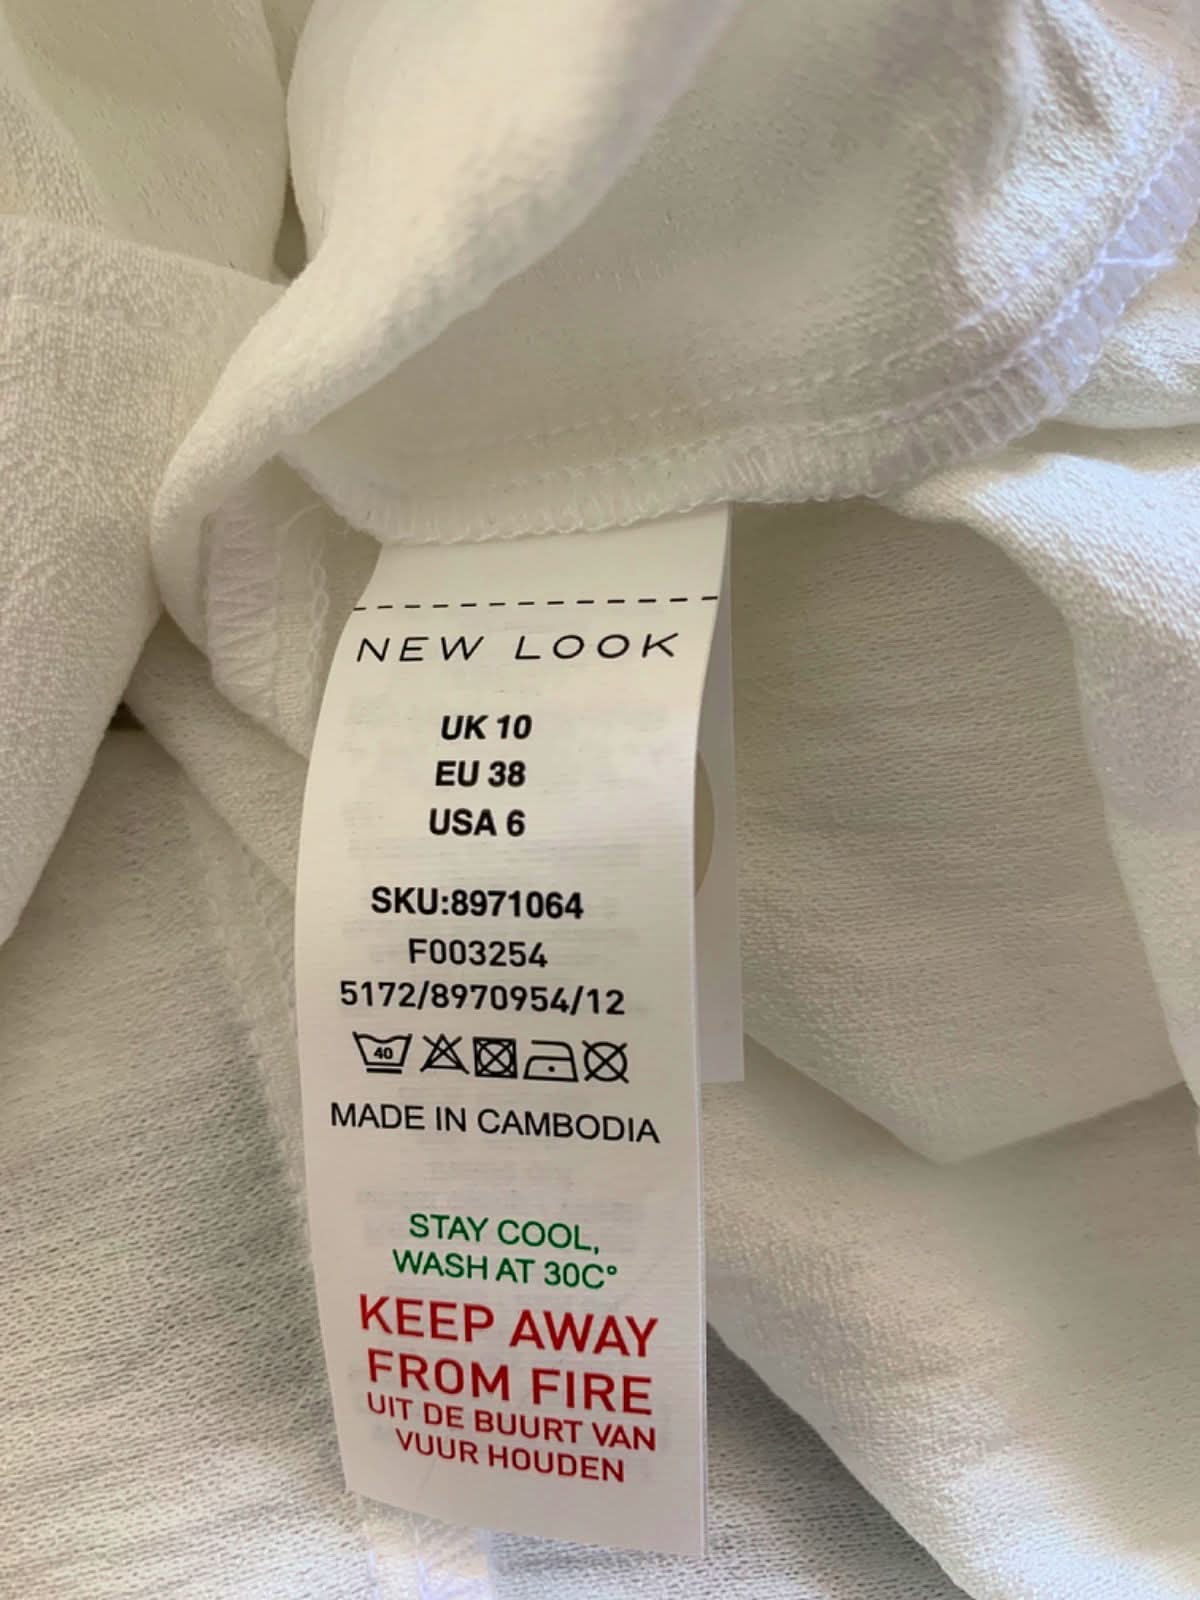 NEW LOOK
UK 10
EU 38
USA 6
SKU:8971064
F003254
5172/8970954/12
40
MADE IN CAMBODIA
STAY COOL,
WASH AT 30C°
KEEP AWAY
FROM FIRE
UIT DE BUURT VAN
VUUR HOUDEN